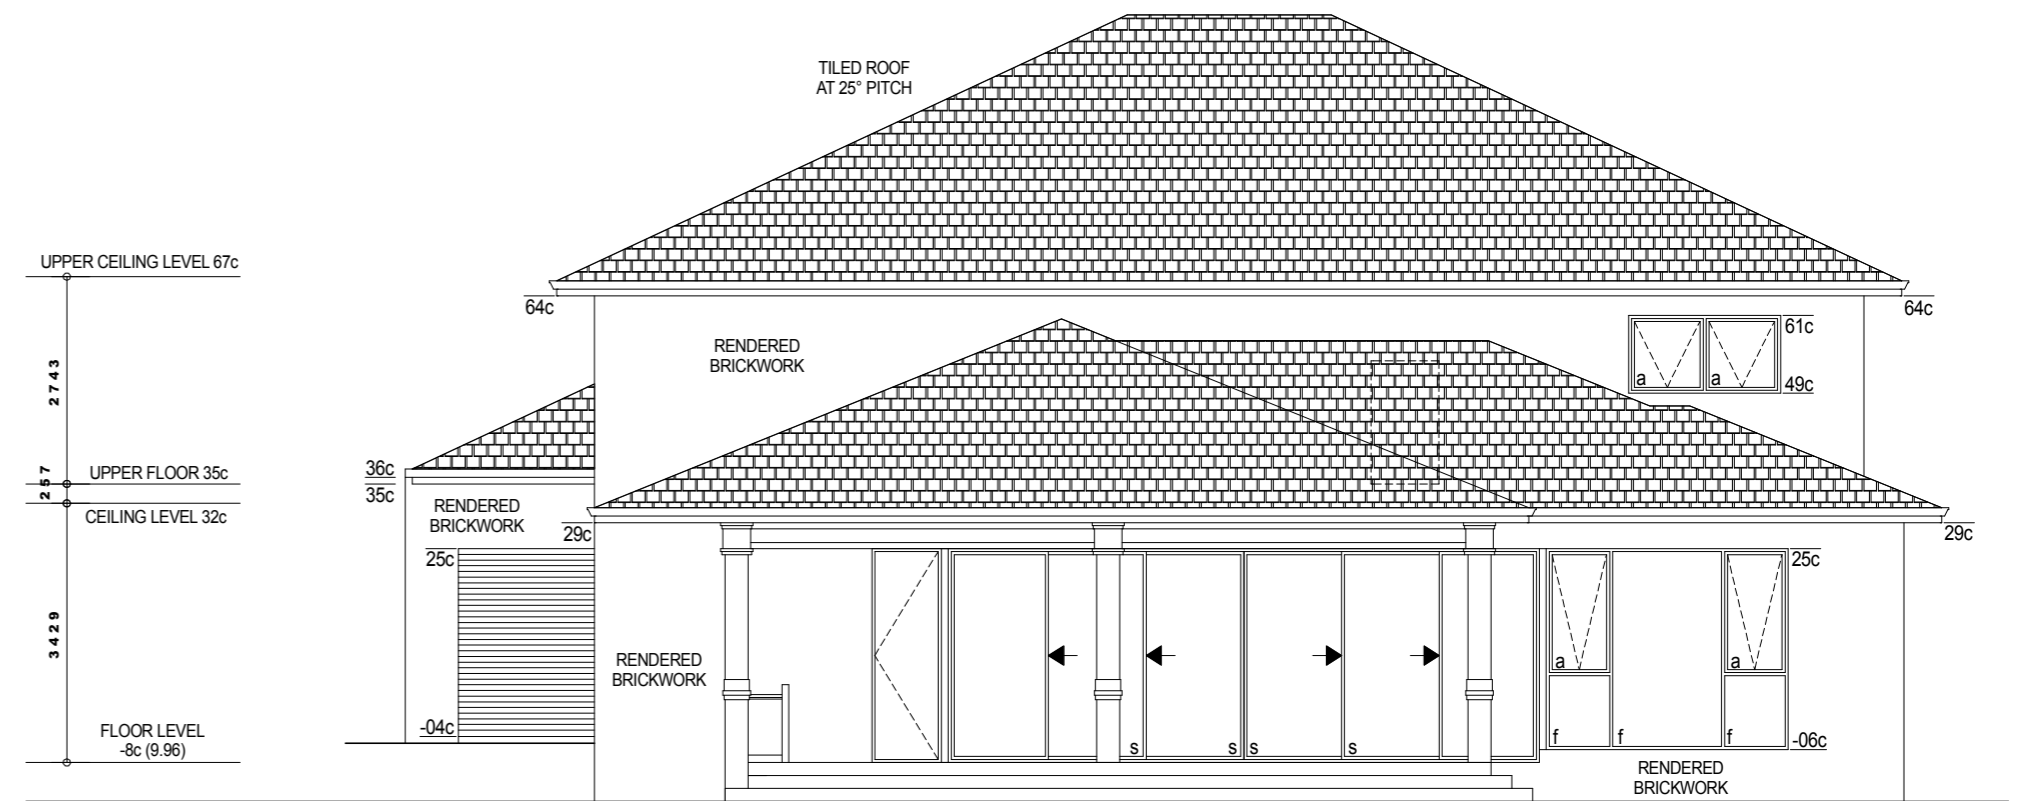 TILED ROOF
AT 25° PITCH
UPPER CEILING LEVEL 67c
64c
64c
RENDERED
BRICKWORK
61c
a
a
49c
2743
UPPER FLOOR 35c
257
CEILING LEVEL 32c
36c
35c
RENDERED
BRICKWORK
29c
29c
25c
25c
3429
RENDERED
BRICKWORK
a
a
-04c
FLOOR LEVEL
-8c (9.96)
s
s
s
s
f
f
f
-06c
RENDERED
BRICKWORK